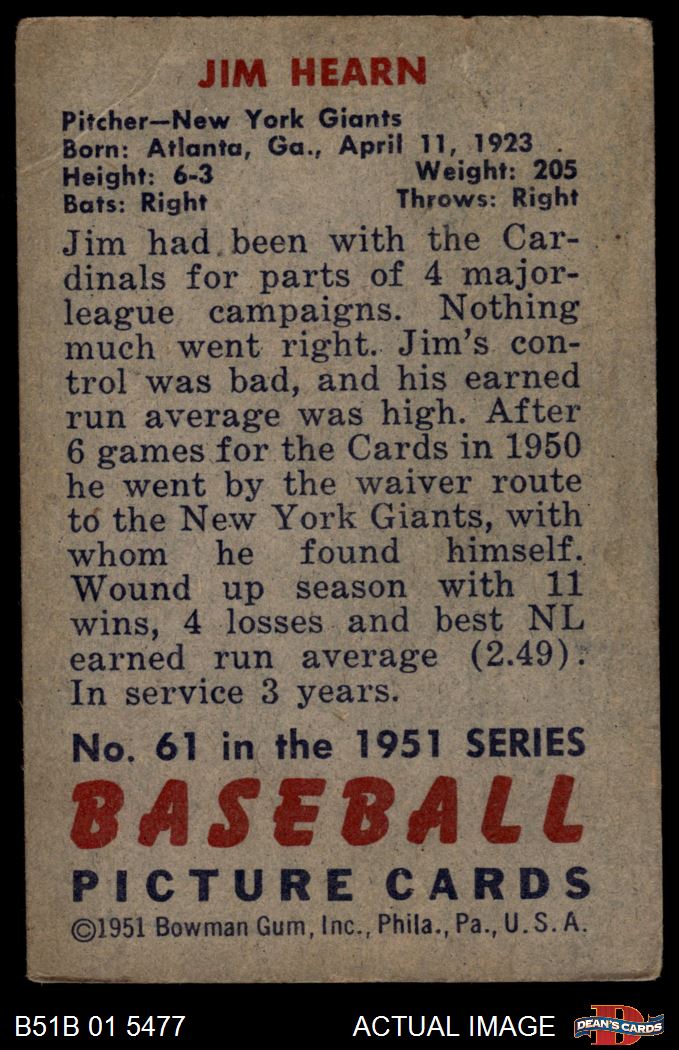 JIM HEARN
Pitcher—New York Giants
Born: Atlanta, Ga., April 11, 1923
Height: 6-3 Weight: 205
Bats: Right Throws: Right
Jim had been with the Car-
dinals for parts of 4 major-
league campaigns. Nothing
much went right. Jim's con-
trol was bad, and his earned
run average was high. After
6 games for the Cards in 1950
he went by the waiver route
to the New York Giants, with
whom he found himself.
Wound up season with 11
wins, 4 losses and best NL
earned run average (2.49).
In service 3 years.
No. 61 in the 1951 SERIES
BASEBALL
PICTURE CARDS
©1951 Bowman Gum, Inc., Phila., Pa., U.S.A.
B51B 01 5477 ACTUAL IMAGE D DEAN'S CARDS